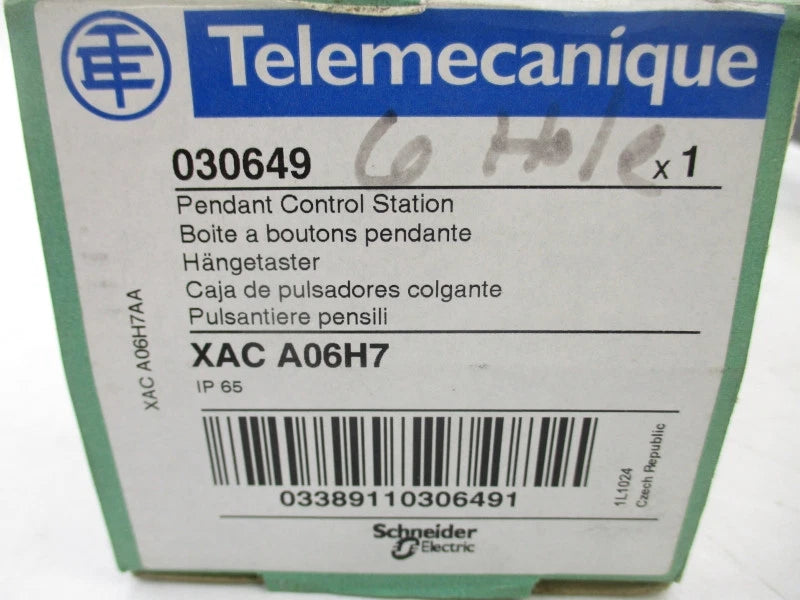 Telemecanique
030649 6 Hole x 1
Pendant Control Station
Boite a boutons pendante
Hängetaster
Caja de pulsadores colgante
Pulsantiere pensili
XAC A06H7AA
XAC A06H7
IP 65
03389110306491
1L1024
Czech Republic
Schneider
Electric